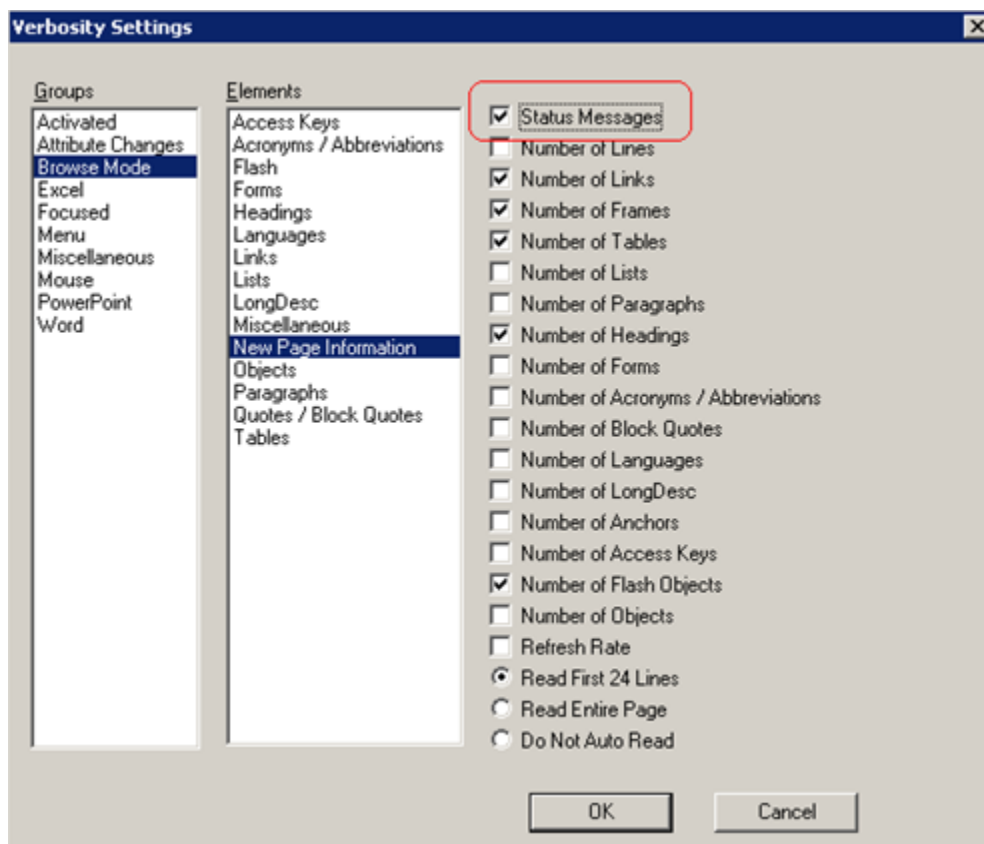 Verbosity Settings
Groups
Activated
Attribute Changes
Browse Mode
Excel
Focused
Menu
Miscellaneous
Mouse
PowerPoint
Word
Elements
Access Keys
Acronyms / Abbreviations
Flash
Forms
Headings
Languages
Links
Lists
LongDesc
Miscellaneous
New Page Information
Objects
Paragraphs
Quotes / Block Quotes
Tables
Status Messages
Number of Lines
Number of Links
Number of Frames
Number of Tables
Number of Lists
Number of Paragraphs
Number of Headings
Number of Forms
Number of Acronyms / Abbreviations
Number of Block Quotes
Number of Languages
Number of LongDesc
Number of Anchors
Number of Access Keys
Number of Flash Objects
Number of Objects
Refresh Rate
Read First 24 Lines
Read Entire Page
Do Not Auto Read
OK
Cancel